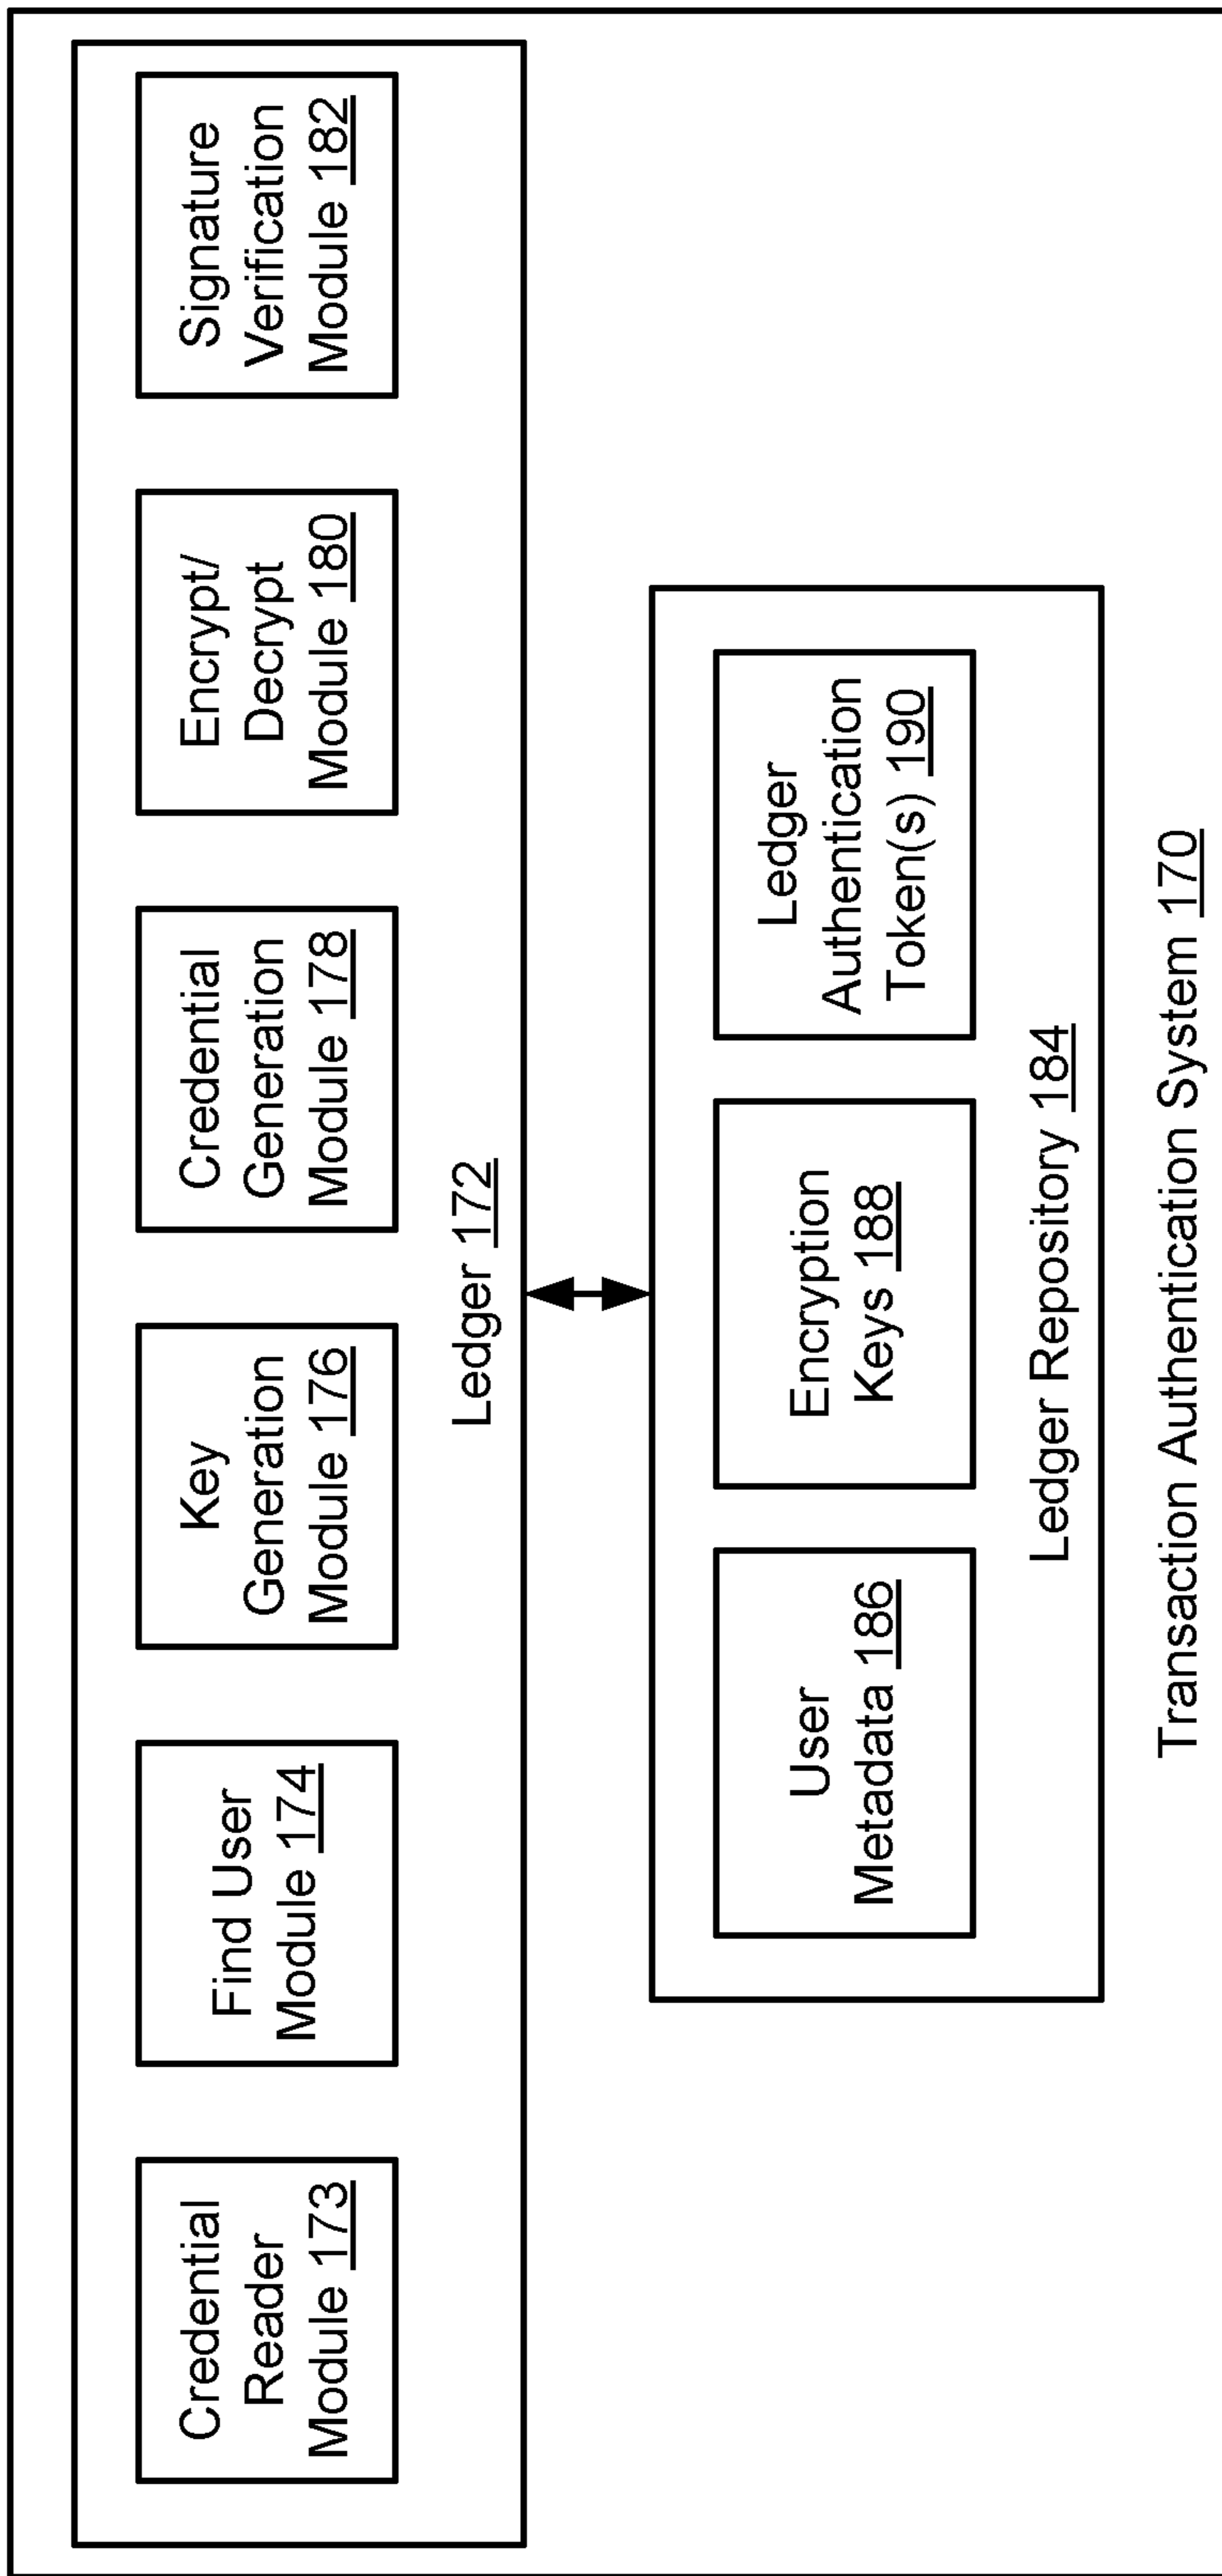 Credential
Reader
Module 173
Find User
Module 174
Key
Generation
Module 176
Credential
Generation
Module 178
Encrypt/
Decrypt
Module 180
Signature
Verification
Module 182
Ledger 172
User
Metadata 186
Encryption
Keys 188
Ledger
Authentication
Token(s) 190
Ledger Repository 184
Transaction Authentication System 170